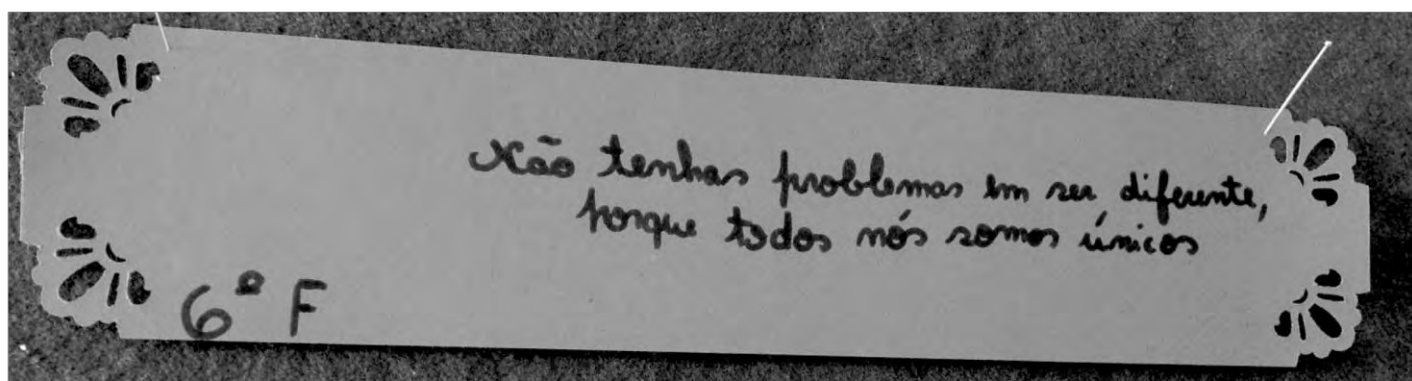 Não tenhas problemas em ser diferente,
porque todos nós somos únicos
6º F